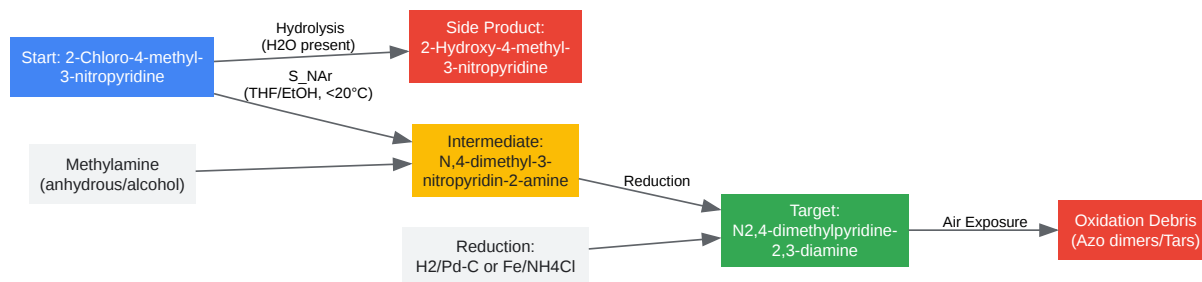 Start: 2-Chloro-4-methyl-
3-nitropyridine
Hydrolysis
(H2O present)
Side Product:
2-Hydroxy-4-methyl-
3-nitropyridine
S_NAr
(THF/EtOH, <20°C)
Methylamine
(anhydrous/alcohol)
Intermediate:
N,4-dimethyl-3-
nitropyridin-2-amine
Reduction
Reduction:
H2/Pd-C or Fe/NH4Cl
Target:
N2,4-dimethylpyridine-
2,3-diamine
Air Exposure
Oxidation Debris
(Azo dimers/Tars)